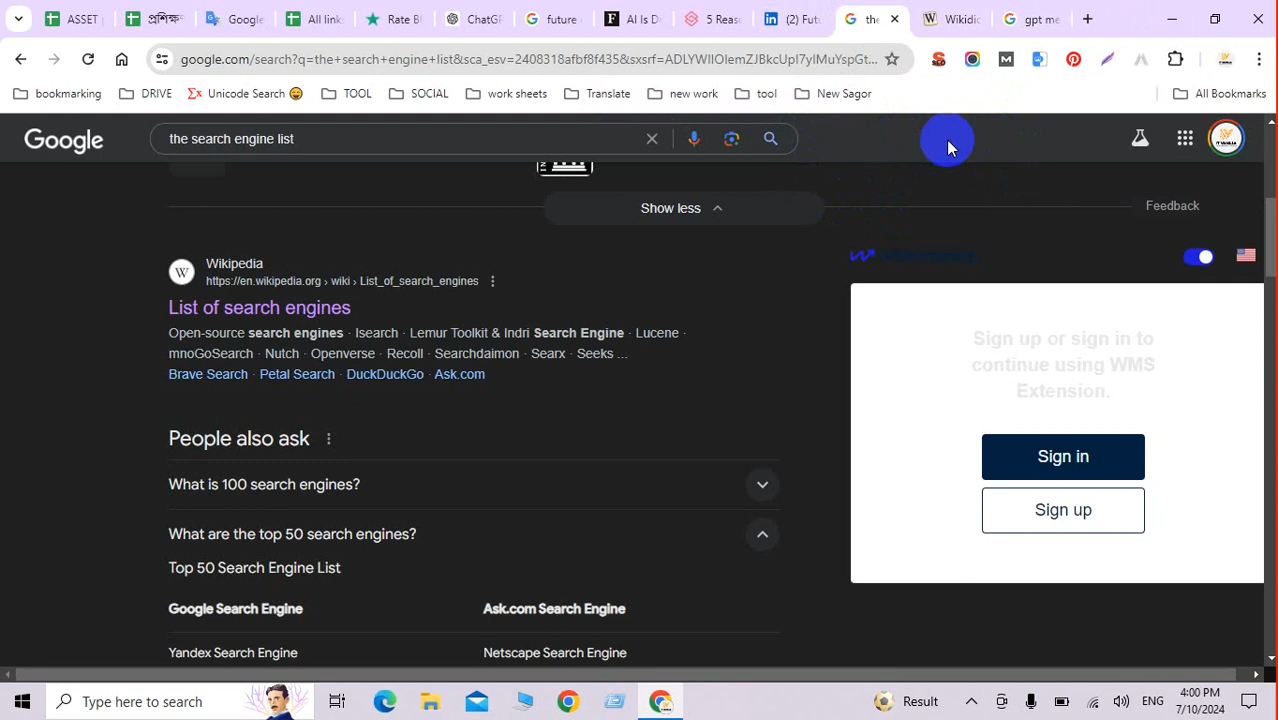 ASSET
প্রশিক্ষ
Google
All links
Rate Bl
ChatGP
future
AI Is D
5 Reaso
(2) Futu
the
Wikidic
gpt me
google.com/search?q=the+search+engine+list&sca_esv=2408318afbf8f435&sxsrf=ADLYWIIOlemZJBkcUpI7yIMuYspGt...
bookmarking
DRIVE
Unicode Search
TOOL
SOCIAL
work sheets
Translate
new work
tool
New Sagor
All Bookmarks
Google
the search engine list
Show less
Feedback
Wikipedia
https://en.wikipedia.org › wiki › List_of_search_engines
List of search engines
Open-source search engines · Isearch · Lemur Toolkit & Indri Search Engine · Lucene ·
mnoGoSearch · Nutch · Openverse · Recoll · Searchdaimon · Searx · Seeks ...
Brave Search · Petal Search · DuckDuckGo · Ask.com
Sign up or sign in to
continue using WMS
Extension.
Sign in
Sign up
People also ask
What is 100 search engines?
What are the top 50 search engines?
Top 50 Search Engine List
Google Search Engine
Ask.com Search Engine
Yandex Search Engine
Netscape Search Engine
Type here to search
Result
ENG
4:00 PM
7/10/2024